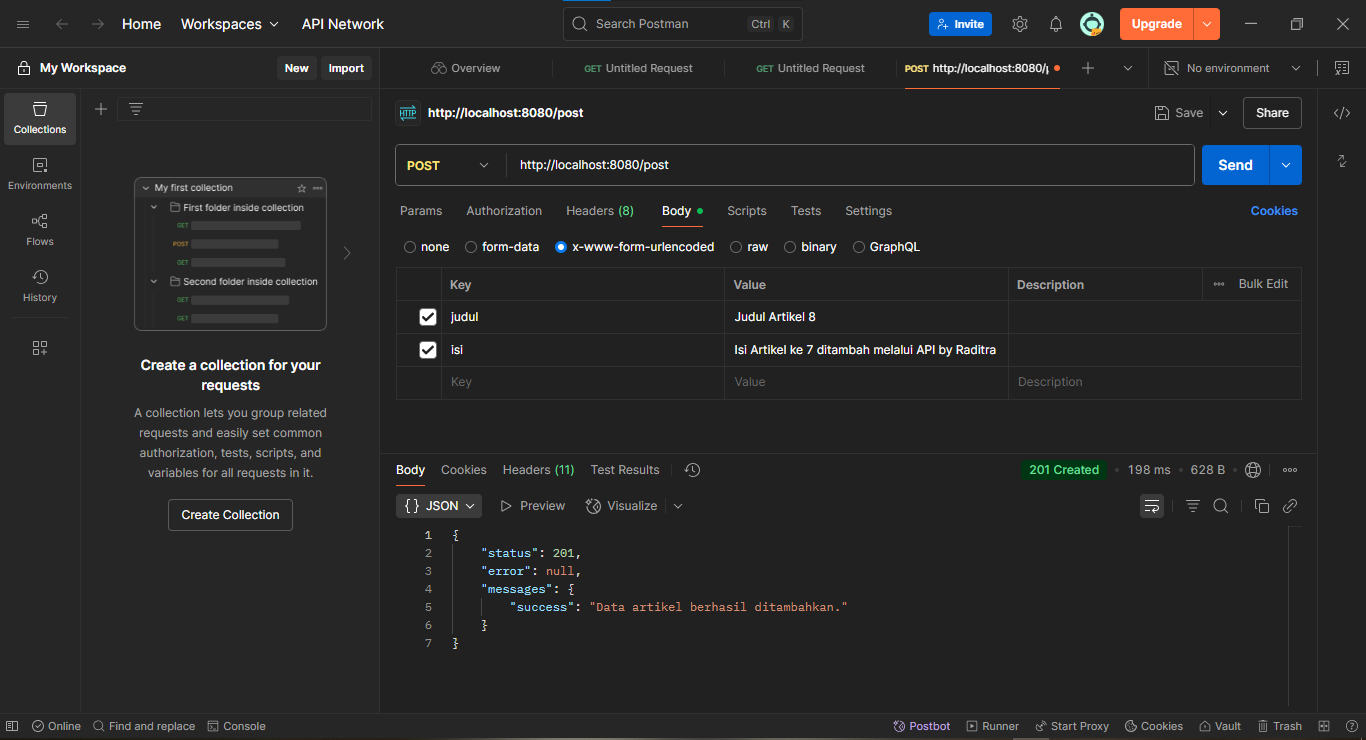 Home Workspaces API Network Search Postman Ctrl K Invite Upgrade
My Workspace New Import Overview GET Untitled Request GET Untitled Request POST http://localhost:8080/p No environment
Collections
Environments
Flows
History
My first collection
First folder inside collection
GET
POST
GET
Second folder inside collection
GET
GET
Create a collection for your
requests
A collection lets you group related
requests and easily set common
authorization, tests, scripts, and
variables for all requests in it.
Create Collection
HTTP http://localhost:8080/post Save Share
POST http://localhost:8080/post Send
Params Authorization Headers (8) Body Scripts Tests Settings Cookies
none form-data x-www-form-urlencoded raw binary GraphQL
Key Value Description Bulk Edit
judul Judul Artikel 8
isi Isi Artikel ke 7 ditambah melalui API by Raditra
Key Value Description
Body Cookies Headers (11) Test Results 201 Created 198 ms 628 B
{} JSON Preview Visualize
1 {
2 "status": 201,
3 "error": null,
4 "messages": {
5 "success": "Data artikel berhasil ditambahkan."
6 }
7 }
Online Find and replace Console Postbot Runner Start Proxy Cookies Vault Trash